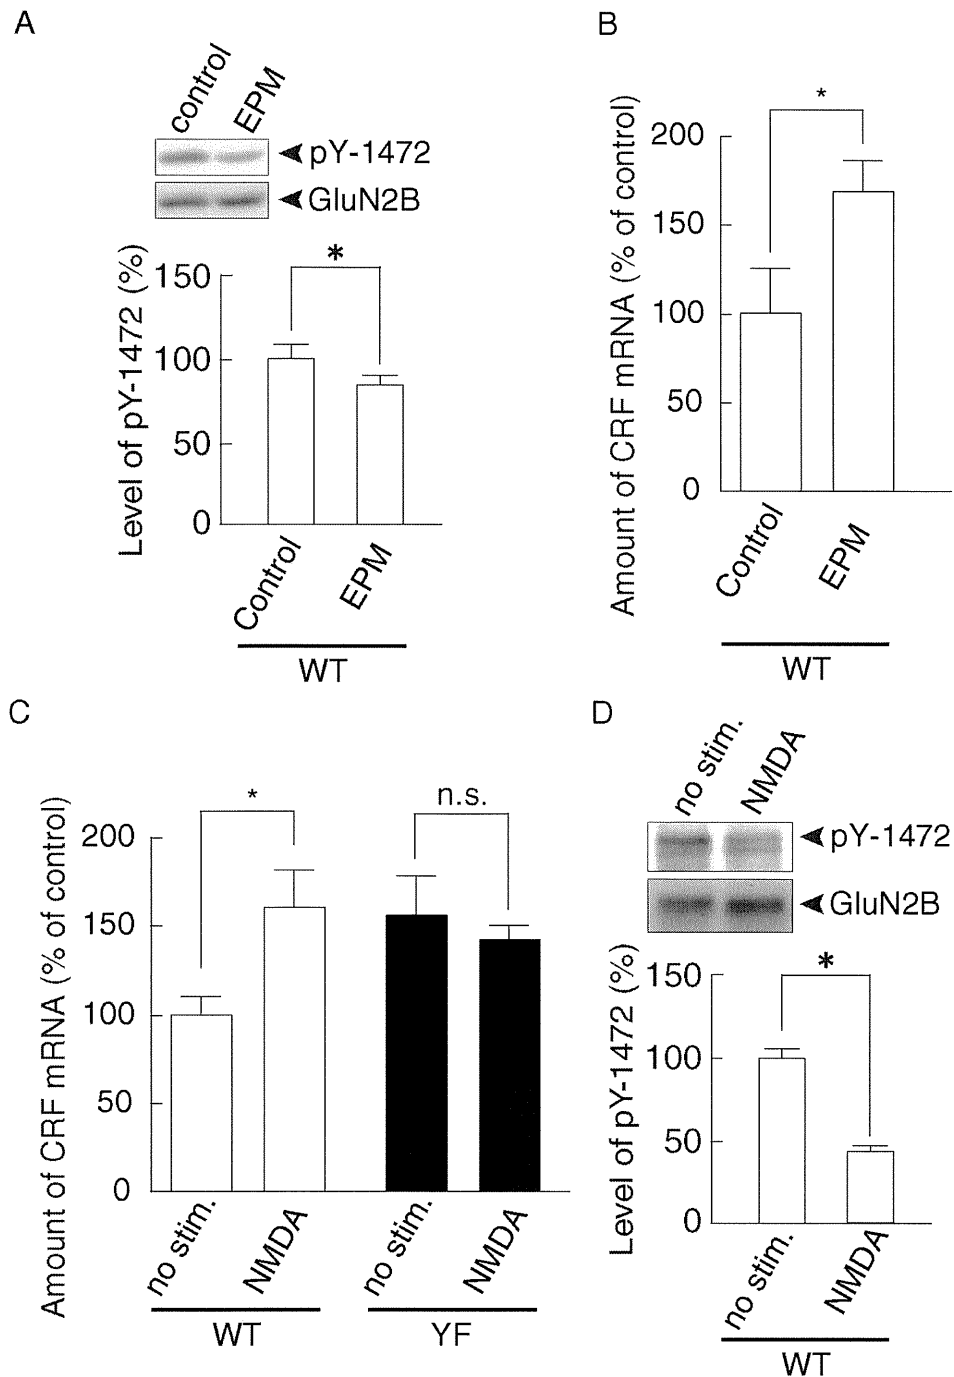 A
control
EPM
pY-1472
GluN2B
*
Level of pY-1472 (%)
150
100
50
0
Control
EPM
WT
B
*
Amount of CRF mRNA (% of control)
200
150
100
50
0
Control
EPM
WT
C
*
n.s.
Amount of CRF mRNA (% of control)
200
150
100
50
0
no stim.
NMDA
no stim.
NMDA
WT
YF
D
no stim.
NMDA
pY-1472
GluN2B
*
Level of pY-1472 (%)
150
100
50
0
no stim.
NMDA
WT